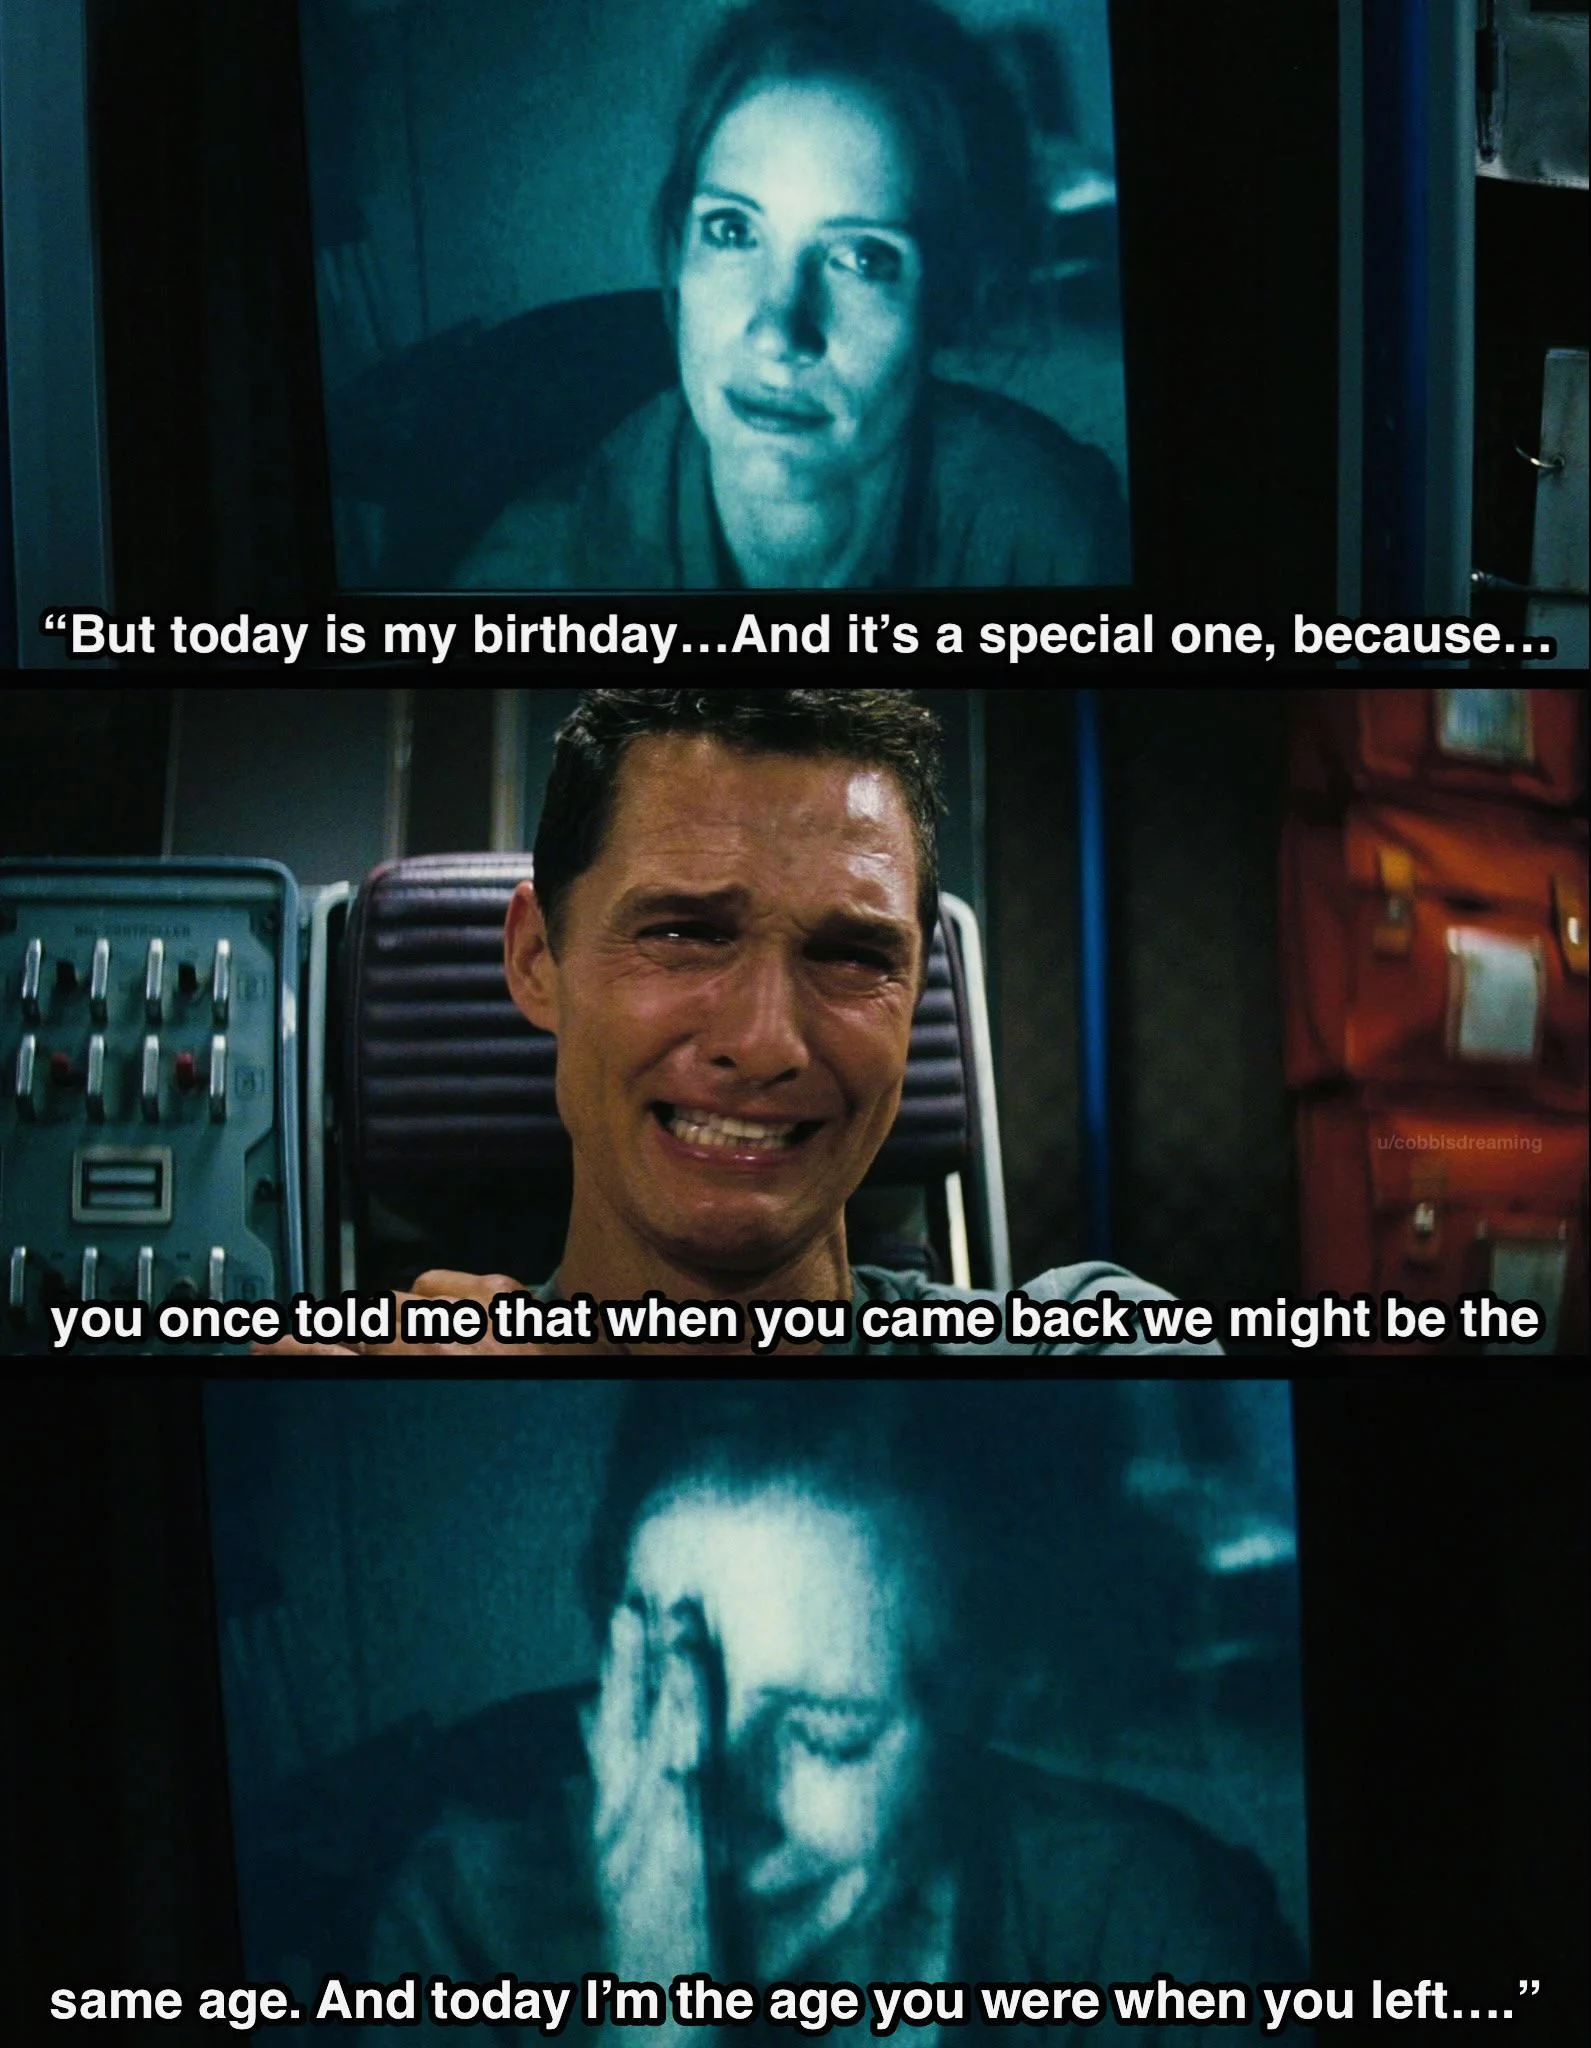 “But today is my birthday...And it’s a special one, because...
u/cobbisdreaming
you once told me that when you came back we might be the
same age. And today I’m the age you were when you left....”